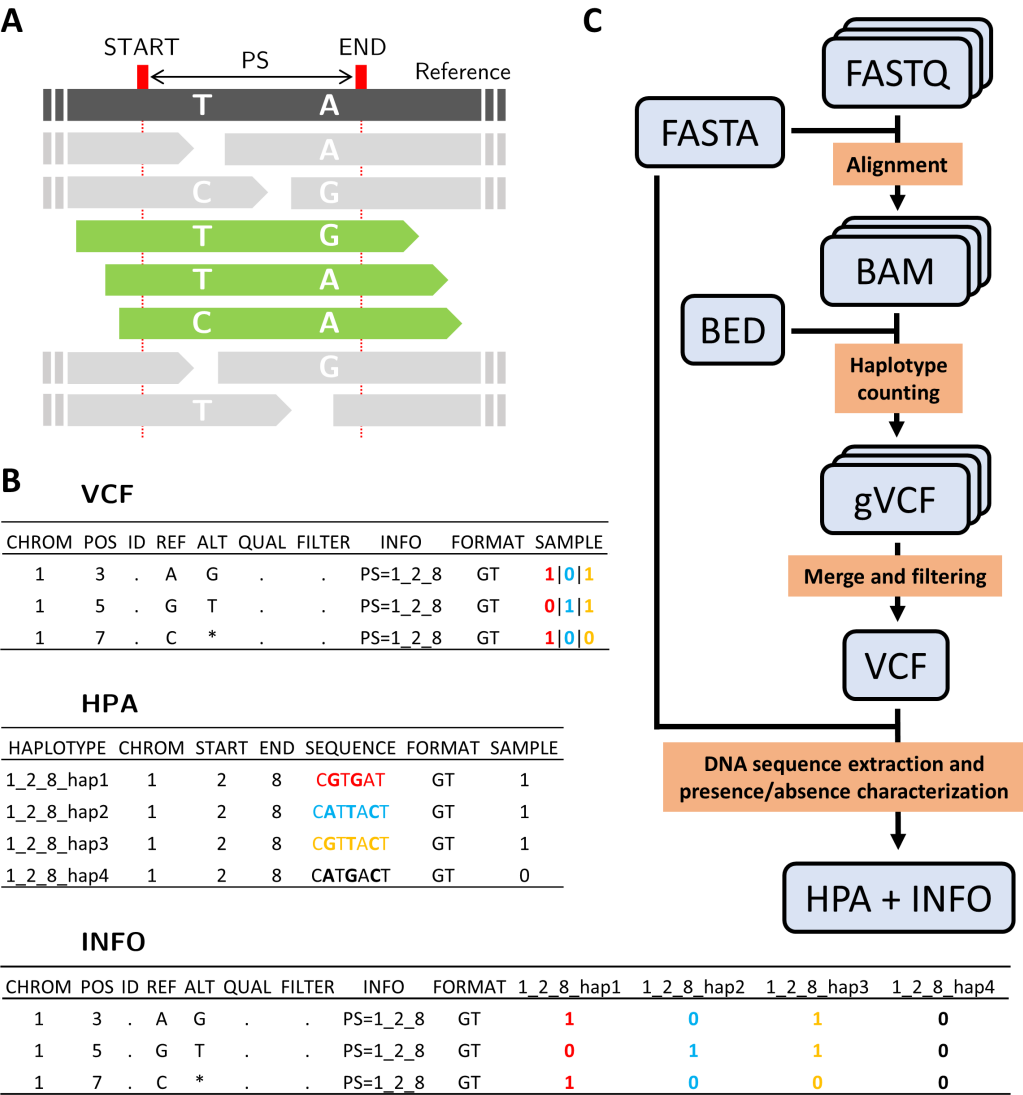 A
START
END
PS
Reference
T A
A
C G
T G
T A
C A
G
T
B
VCF
CHROM POS ID REF ALT QUAL FILTER INFO FORMAT SAMPLE
1 3 . A G . . PS=1_2_8 GT 1|0|1
1 5 . G T . . PS=1_2_8 GT 0|1|1
1 7 . C * . . PS=1_2_8 GT 1|0|0
HPA
HAPLOTYPE CHROM START END SEQUENCE FORMAT SAMPLE
1_2_8_hap1 1 2 8 CGTGAT GT 1
1_2_8_hap2 1 2 8 CATTACT GT 1
1_2_8_hap3 1 2 8 CGTTACT GT 1
1_2_8_hap4 1 2 8 CATGACT GT 0
INFO
CHROM POS ID REF ALT QUAL FILTER INFO FORMAT 1_2_8_hap1 1_2_8_hap2 1_2_8_hap3 1_2_8_hap4
1 3 . A G . . PS=1_2_8 GT 1 0 1 0
1 5 . G T . . PS=1_2_8 GT 0 1 1 0
1 7 . C * . . PS=1_2_8 GT 1 0 0 0
C
FASTQ
FASTA
Alignment
BAM
BED
Haplotype
counting
gVCF
Merge and filtering
VCF
DNA sequence extraction and
presence/absence characterization
HPA + INFO